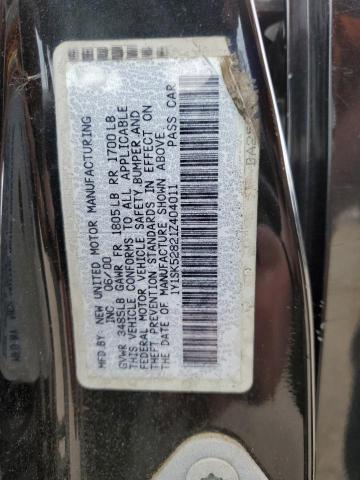 MFD BY: NEW UNITED MOTOR MANUFACTURING
INC 06/00
GVWR 3485LB GAWR FR 1805LB RR 1700LB
THIS VEHICLE CONFORMS TO ALL APPLICABLE
FEDERAL MOTOR VEHICLE SAFETY, BUMPER AND
THEFT PREVENTION STANDARDS IN EFFECT ON
THE DATE OF MANUFACTURE SHOWN ABOVE.
1Y1SK52821Z404011 PASS CAR